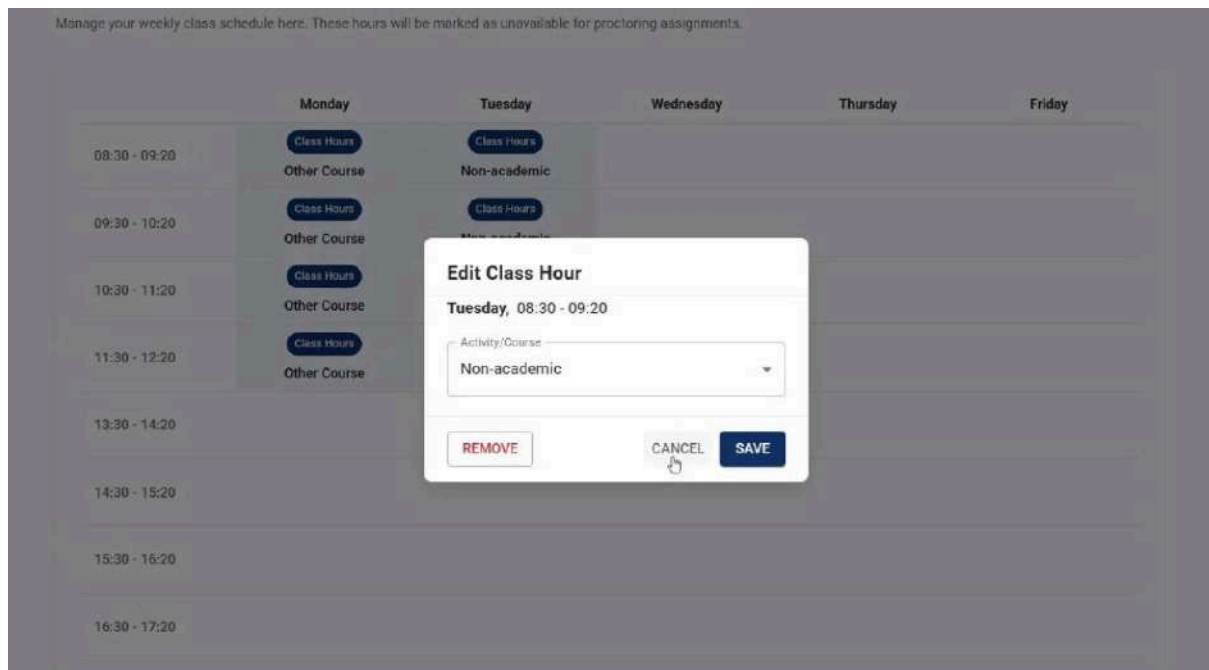 Manage your weekly class schedule here. These hours will be marked as unavailable for proctoring assignments.
Monday Tuesday Wednesday Thursday Friday
Class Hours Class Hours
08:30 - 09:20
Other Course Non-academic
Class Hours Class Hours
09:30 - 10:20
Other Course Non-academic
Class Hours
10:30 - 11:20
Other Course
Class Hours
11:30 - 12:20
Other Course
13:30 - 14:20
14:30 - 15:20
15:30 - 16:20
16:30 - 17:20
Edit Class Hour
Tuesday, 08:30 - 09:20
Activity/Course
Non-academic
REMOVE CANCEL SAVE